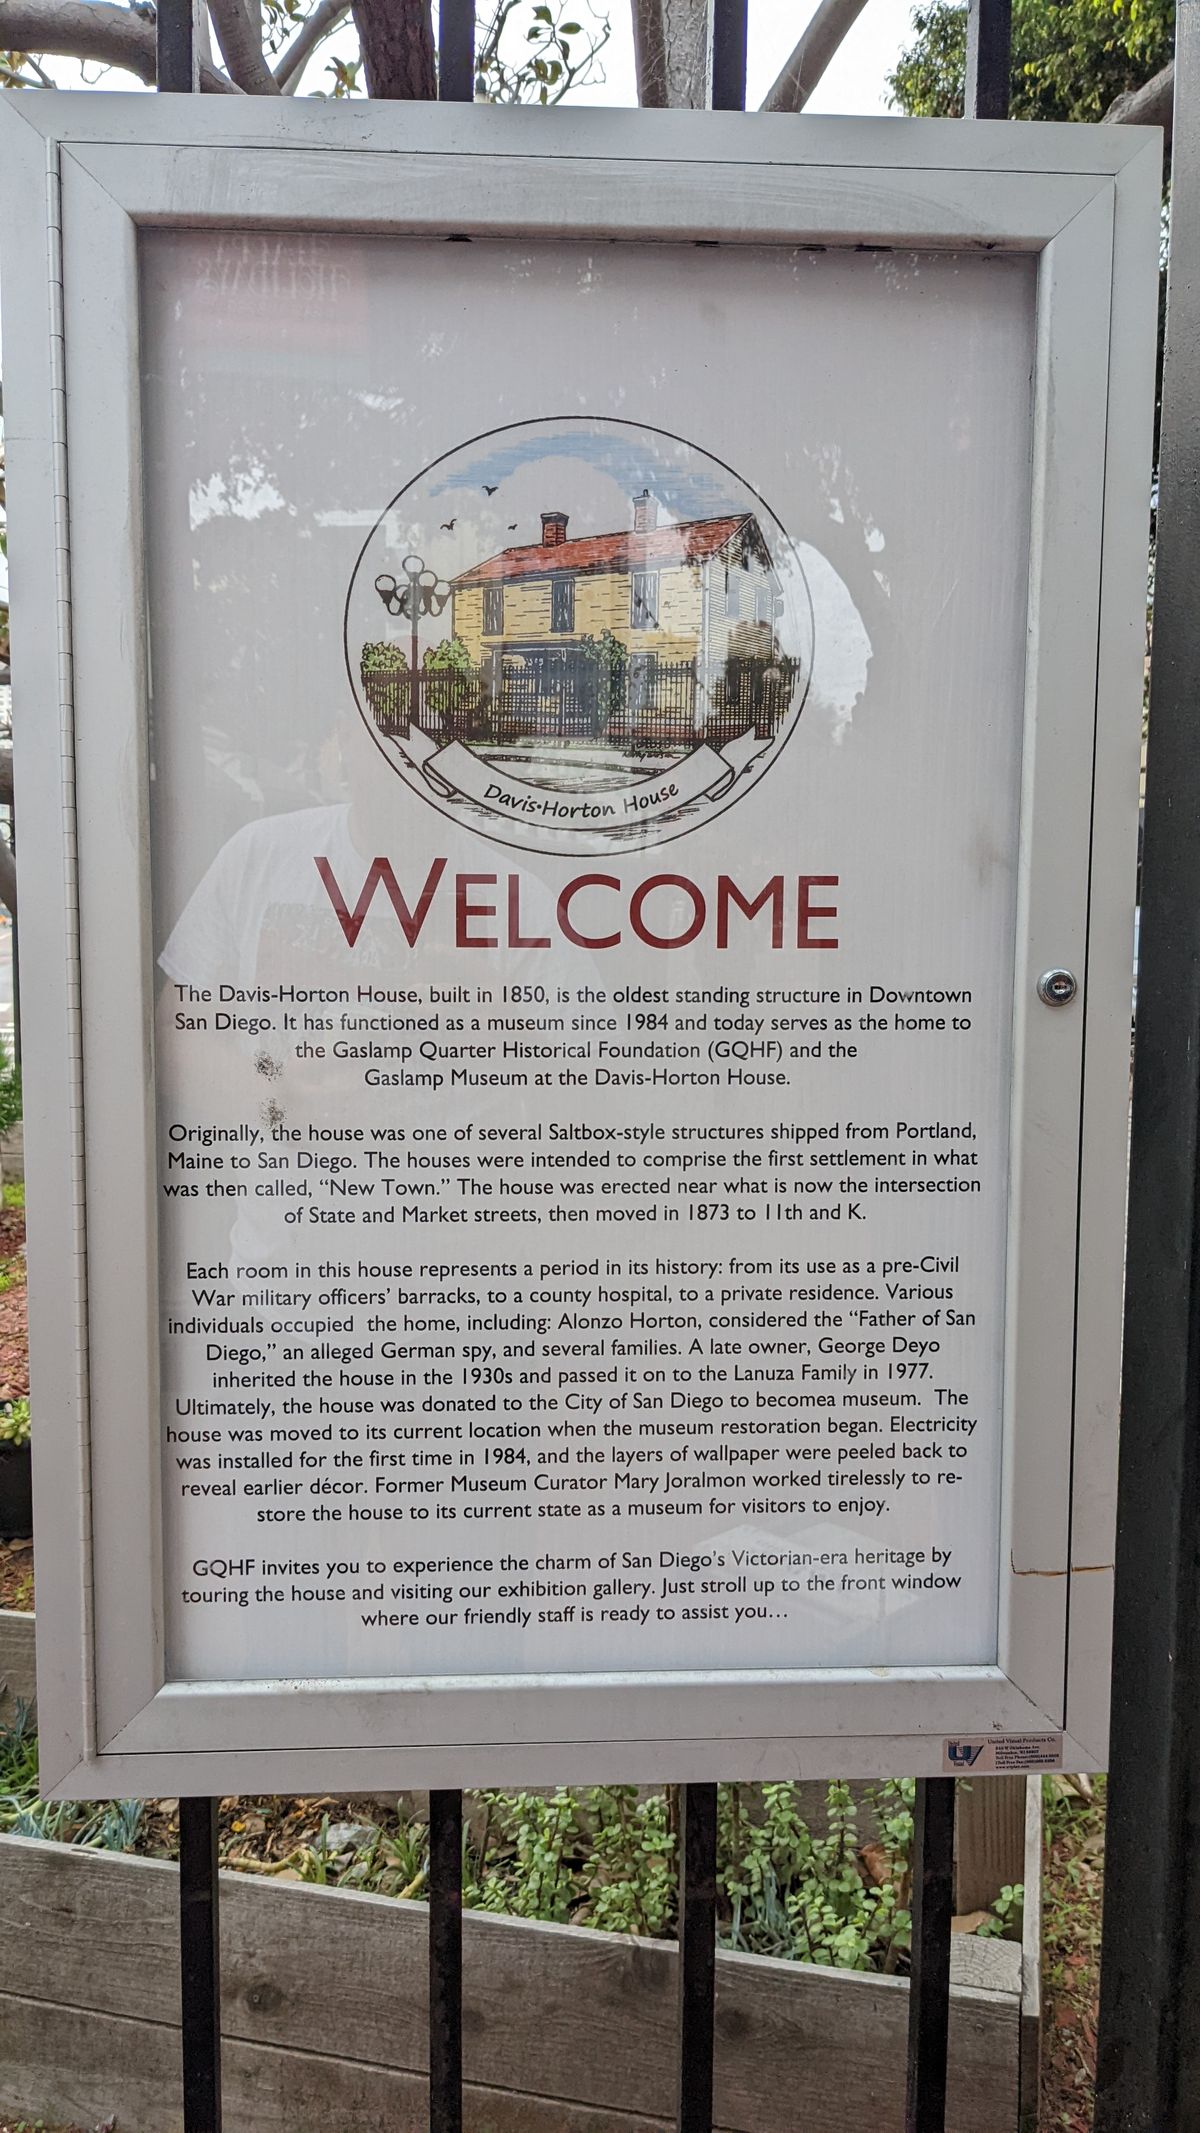 Davis·Horton House
WELCOME
The Davis-Horton House, built in 1850, is the oldest standing structure in Downtown
San Diego. It has functioned as a museum since 1984 and today serves as the home to
the Gaslamp Quarter Historical Foundation (GQHF) and the
Gaslamp Museum at the Davis-Horton House.
Originally, the house was one of several Saltbox-style structures shipped from Portland,
Maine to San Diego. The houses were intended to comprise the first settlement in what
was then called, “New Town.” The house was erected near what is now the intersection
of State and Market streets, then moved in 1873 to 11th and K.
Each room in this house represents a period in its history: from its use as a pre-Civil
War military officers’ barracks, to a county hospital, to a private residence. Various
individuals occupied the home, including: Alonzo Horton, considered the “Father of San
Diego,” an alleged German spy, and several families. A late owner, George Deyo
inherited the house in the 1930s and passed it on to the Lanuza Family in 1977.
Ultimately, the house was donated to the City of San Diego to becomea museum. The
house was moved to its current location when the museum restoration began. Electricity
was installed for the first time in 1984, and the layers of wallpaper were peeled back to
reveal earlier décor. Former Museum Curator Mary Joralmon worked tirelessly to re-
store the house to its current state as a museum for visitors to enjoy.
GQHF invites you to experience the charm of San Diego’s Victorian-era heritage by
touring the house and visiting our exhibition gallery. Just stroll up to the front window
where our friendly staff is ready to assist you…
United Visual Products Co.